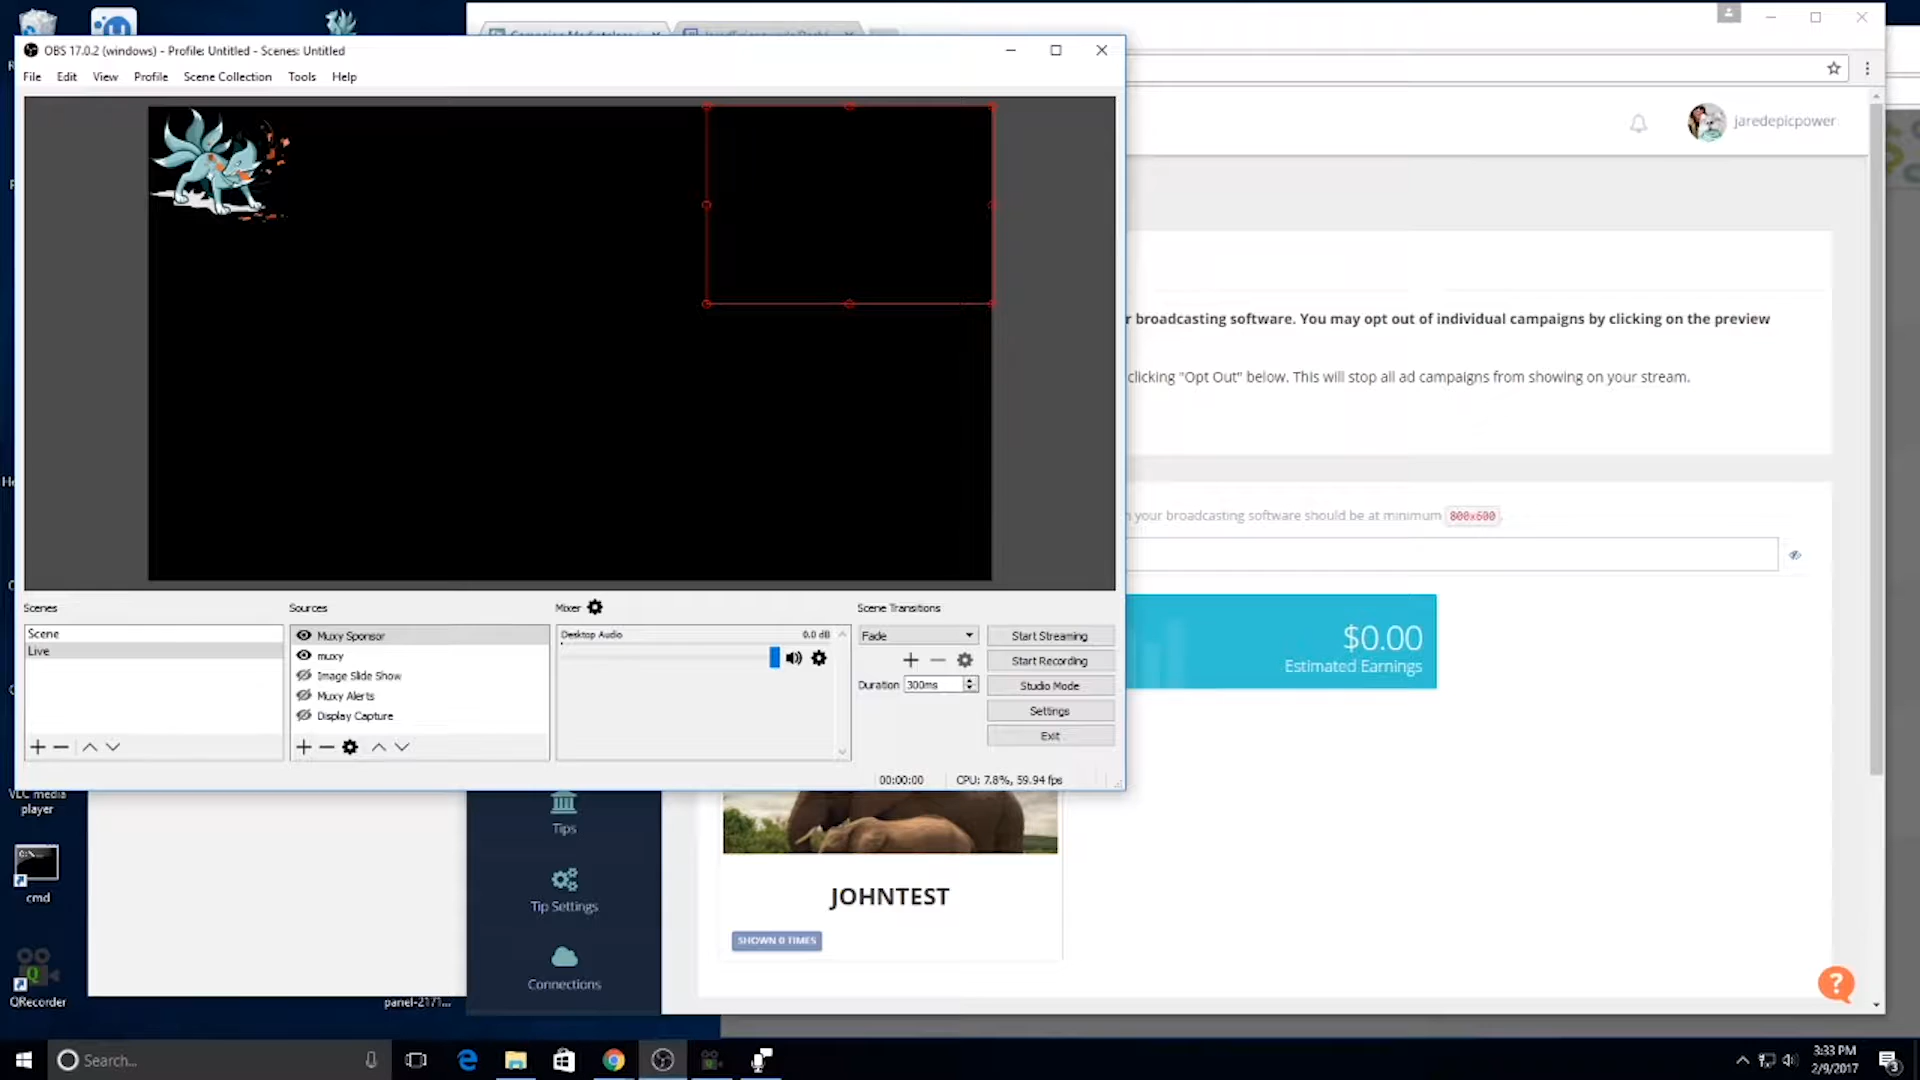 OBS 17.0.2 (windows) - Profile: Untitled - Scenes: Untitled
File Edit View Profile Scene Collection Tools Help
jaredepicpower
r broadcasting software. You may opt out of individual campaigns by clicking on the preview
clicking "Opt Out" below. This will stop all ad campaigns from showing on your stream.
your broadcasting software should be at minimum 800x600.
$0.00
Estimated Earnings
Scenes
Scene
Live
Sources
Muxy Sponsor
muxy
Image Slide Show
Muxy Alerts
Display Capture
Mixer
Desktop Audio 0.0 dB
Scene Transitions
Fade
Duration 300ms
Start Streaming
Start Recording
Studio Mode
Settings
Exit
00:00:00 CPU: 7.8%, 59.94 fps
VLC media
player
cmd
QRecorder
panel-2171...
Tips
Tip Settings
Connections
JOHNTEST
SHOWN 0 TIMES
?
Search...
3:33 PM
2/9/2017
3